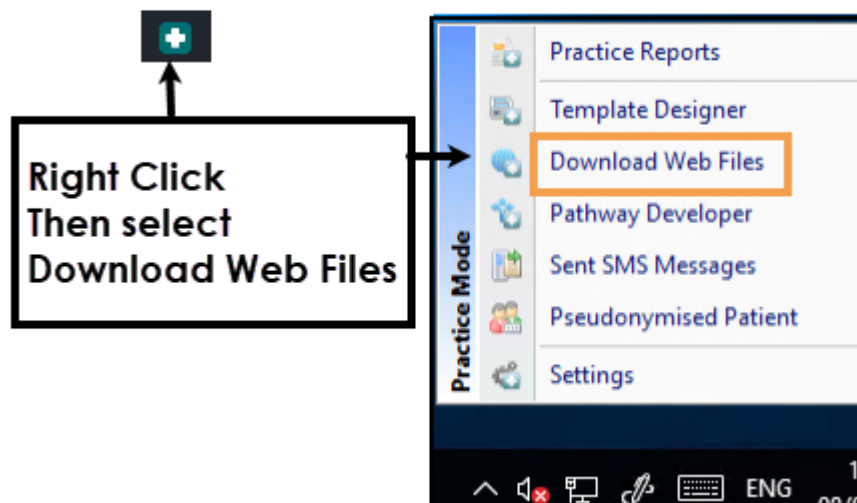 Right Click
Then select
Download Web Files
Practice Mode
Practice Reports
Template Designer
Download Web Files
Pathway Developer
Sent SMS Messages
Pseudonymised Patient
Settings
ENG